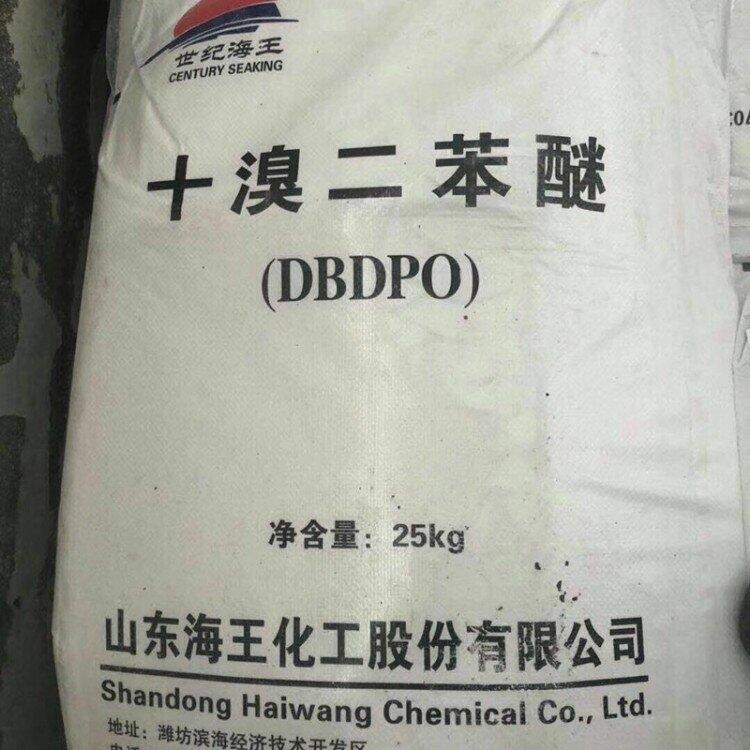 世纪海王
CENTURY SEAKING
十溴二苯醚
(DBDPO)
净含量：25kg
山东海王化工股份有限公司
Shandong Haiwang Chemical Co., Ltd.
地址：潍坊滨海经济技术开发区